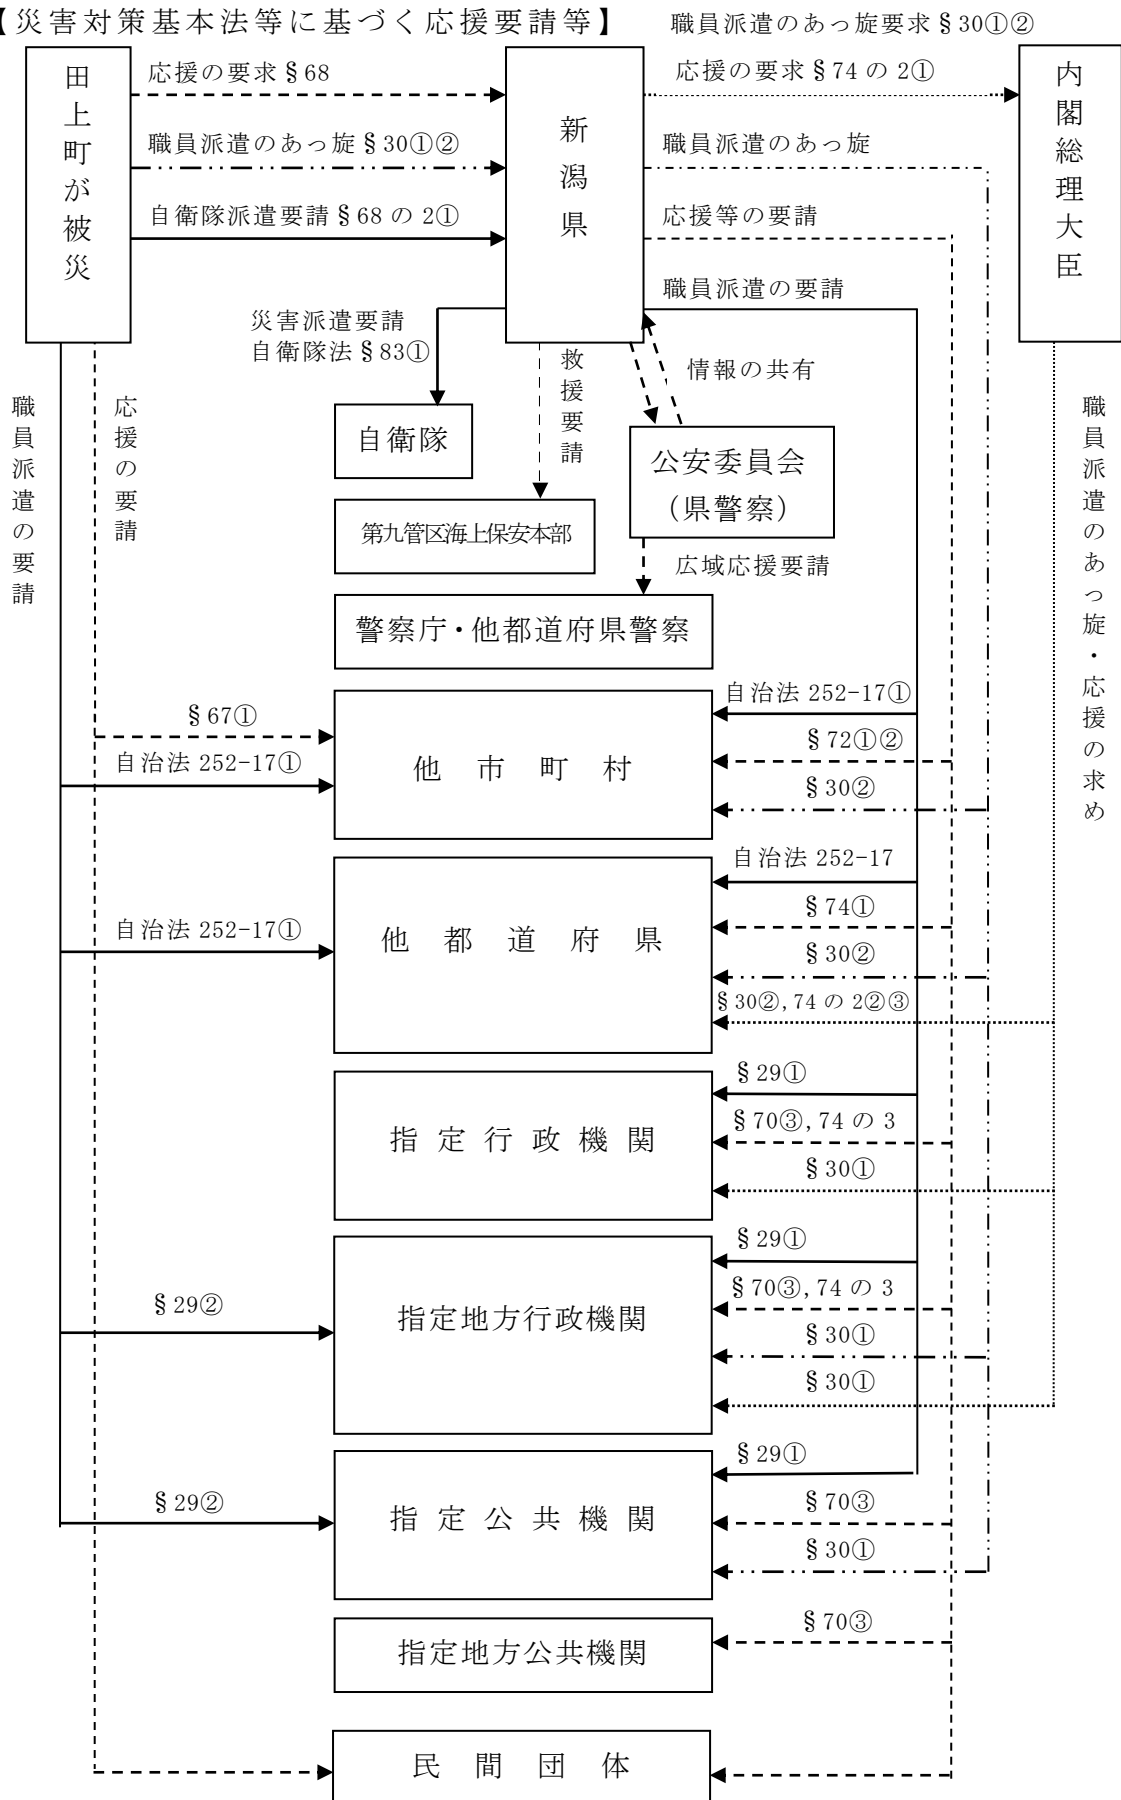 【災害対策基本法等に基づく応援要請等】
職員派遣のあっ旋要求§30①②
田上町が被災
応援の要求§68
職員派遣のあっ旋§30①②
自衛隊派遣要請§68の2①
新潟県
応援の要求§74の2①
職員派遣のあっ旋
応援等の要請
職員派遣の要請
内閣総理大臣
災害派遣要請
自衛隊法§83①
救援要請
情報の共有
職員派遣の要請
応援の要請
職員派遣のあっ旋・応援の求め
自衛隊
公安委員会
（県警察）
第九管区海上保安本部
広域応援要請
警察庁・他都道府県警察
§67①
自治法252-17①
他市町村
自治法252-17①
§72①②
§30②
自治法252-17①
他都道府県
自治法252-17
§74①
§30②
§30②,74の2②③
指定行政機関
§29①
§70③,74の3
§30①
§29②
指定地方行政機関
§29①
§70③,74の3
§30①
§30①
§29②
指定公共機関
§29①
§70③
§30①
指定地方公共機関
§70③
民間団体